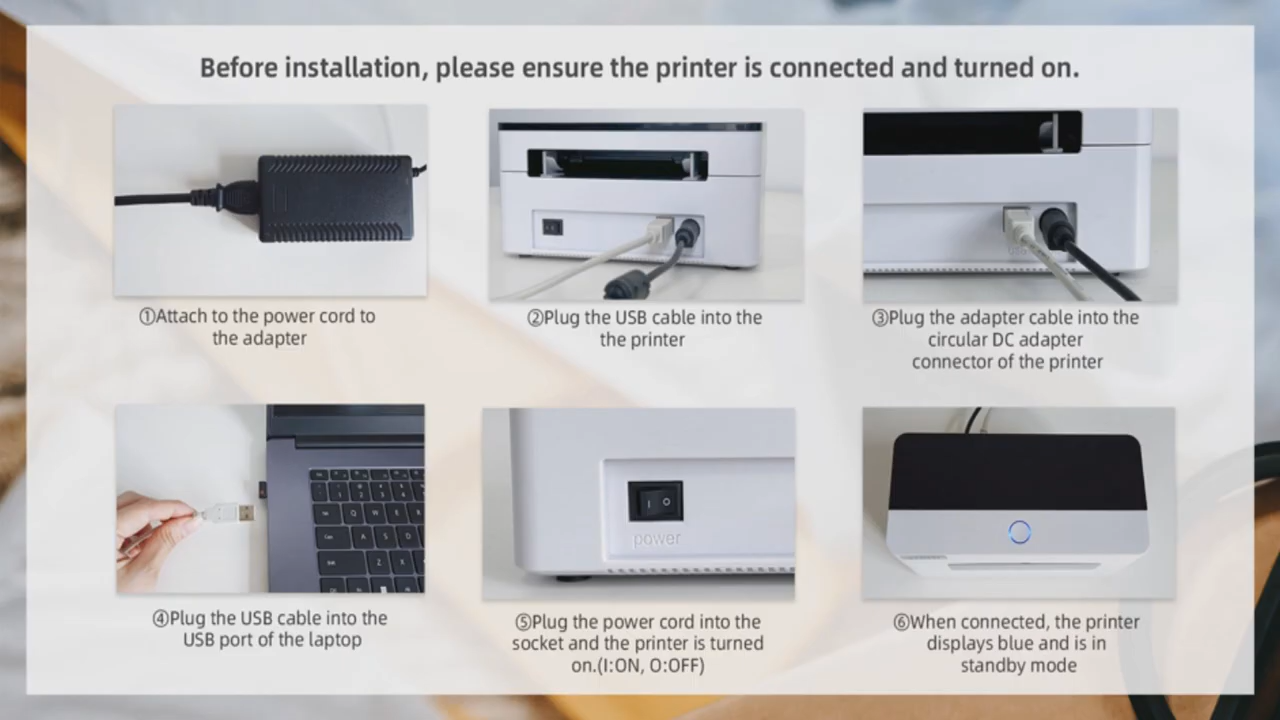 Before installation, please ensure the printer is connected and turned on.
①Attach to the power cord to
the adapter
②Plug the USB cable into the
the printer
③Plug the adapter cable into the
circular DC adapter
connector of the printer
④Plug the USB cable into the
USB port of the laptop
power
⑤Plug the power cord into the
socket and the printer is turned
on.(I:ON, O:OFF)
⑥When connected, the printer
displays blue and is in
standby mode